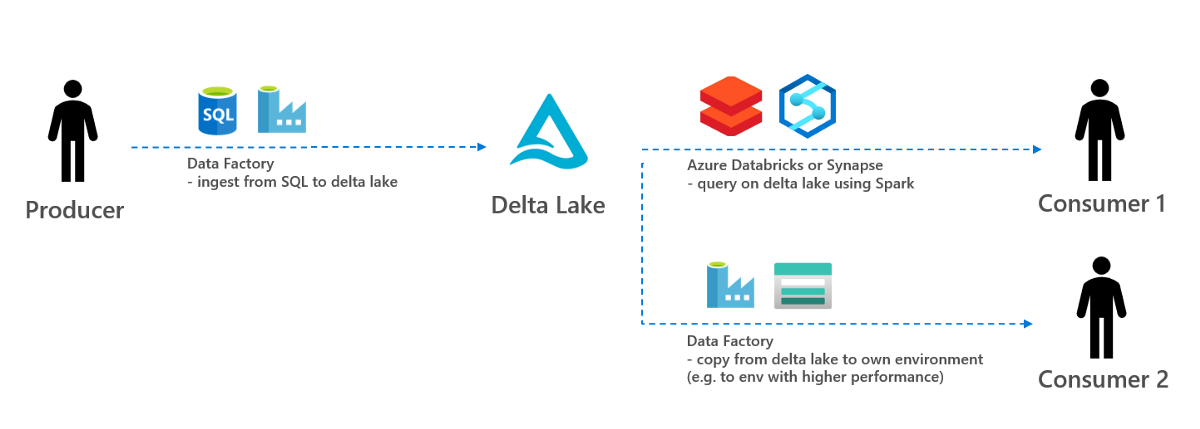 SQL
Data Factory
- ingest from SQL to delta lake
Producer
Delta Lake
Azure Databricks or Synapse
- query on delta lake using Spark
Consumer 1
Data Factory
- copy from delta lake to own environment
(e.g. to env with higher performance)
Consumer 2